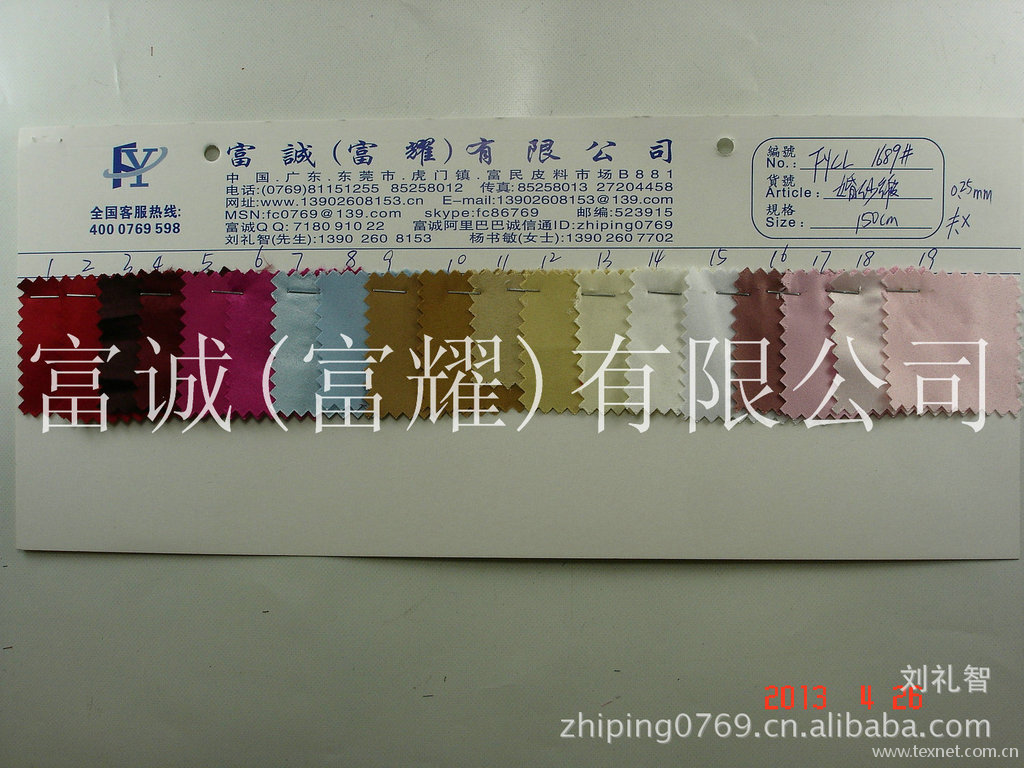 FY
全国客服热线:
400 0769 598
富誠(富耀)有限公司
中国.广东.东莞市.虎门镇.富民皮料市场B881
电话:(0769)81151255 85258012 传真:85258013 27204458
网址:www.13902608153.cn E-mail:13902608153@139.com
MSN:fc0769@139.com skype:fc86769 邮编:523915
富诚QQ:7180 910 22 富诚阿里巴巴诚信通ID:zhiping0769
刘礼智(先生):1390 260 8153 杨书敏(女士):1390 260 7702
編號
No.: FYCL 1689#
貨號
Article: 婚纱缎
規格
Size: 150cm
0.25mm
1 2 3 4 5 6 7 8 9 10 11 12 13 14 15 16 17 18 19
富诚(富耀)有限公司
刘礼智
2013 4 26
zhiping0769.cn.alibaba.com
www.texnet.com.cn